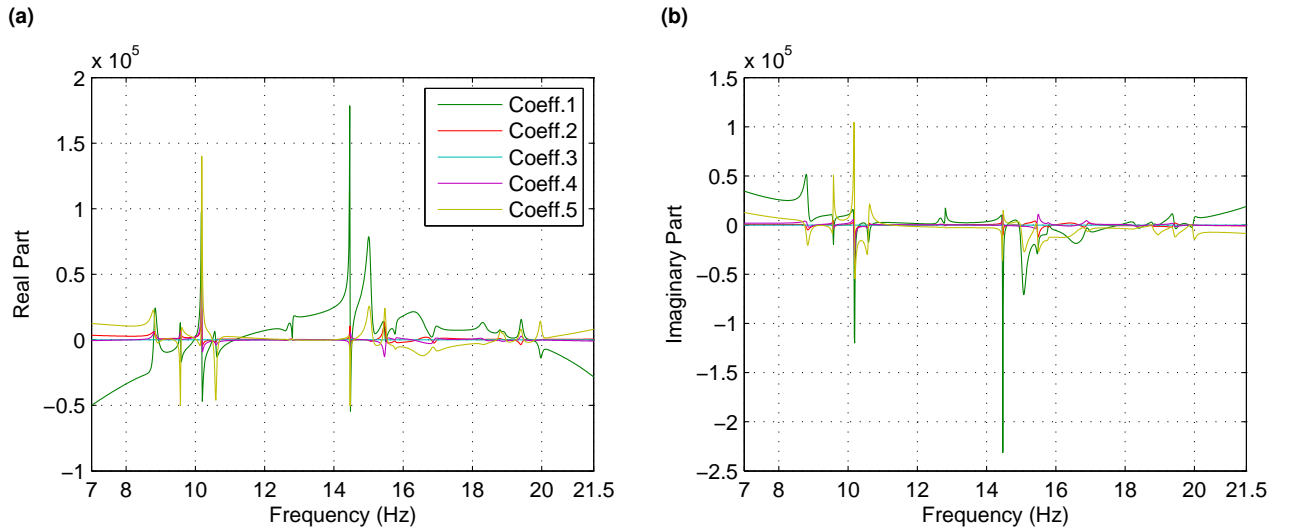 (a)
x 10^5
2
1.5
1
0.5
0
−0.5
−1
7 8 10 12 14 16 18 20 21.5
Real Part
Frequency (Hz)
Coeff.1
Coeff.2
Coeff.3
Coeff.4
Coeff.5
(b)
x 10^5
1.5
1
0.5
0
−0.5
−1
−1.5
−2
−2.5
7 8 10 12 14 16 18 20 21.5
Imaginary Part
Frequency (Hz)